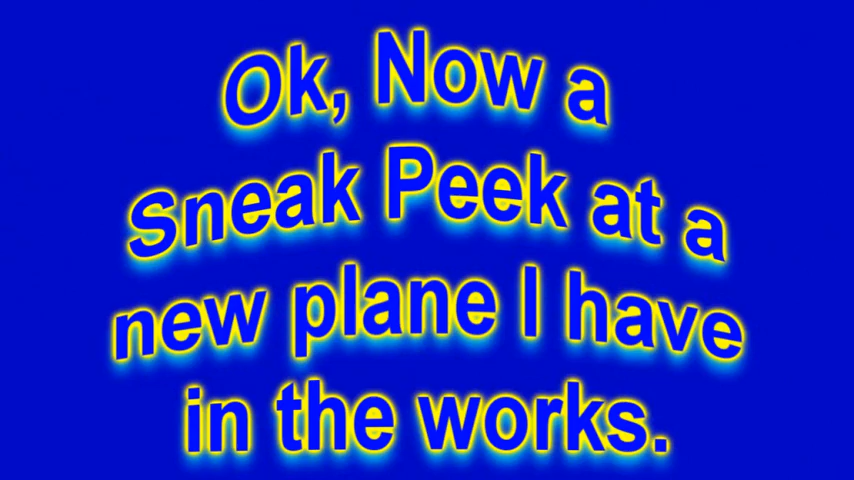 Ok, Now a
Sneak Peek at a
new plane I have
in the works.